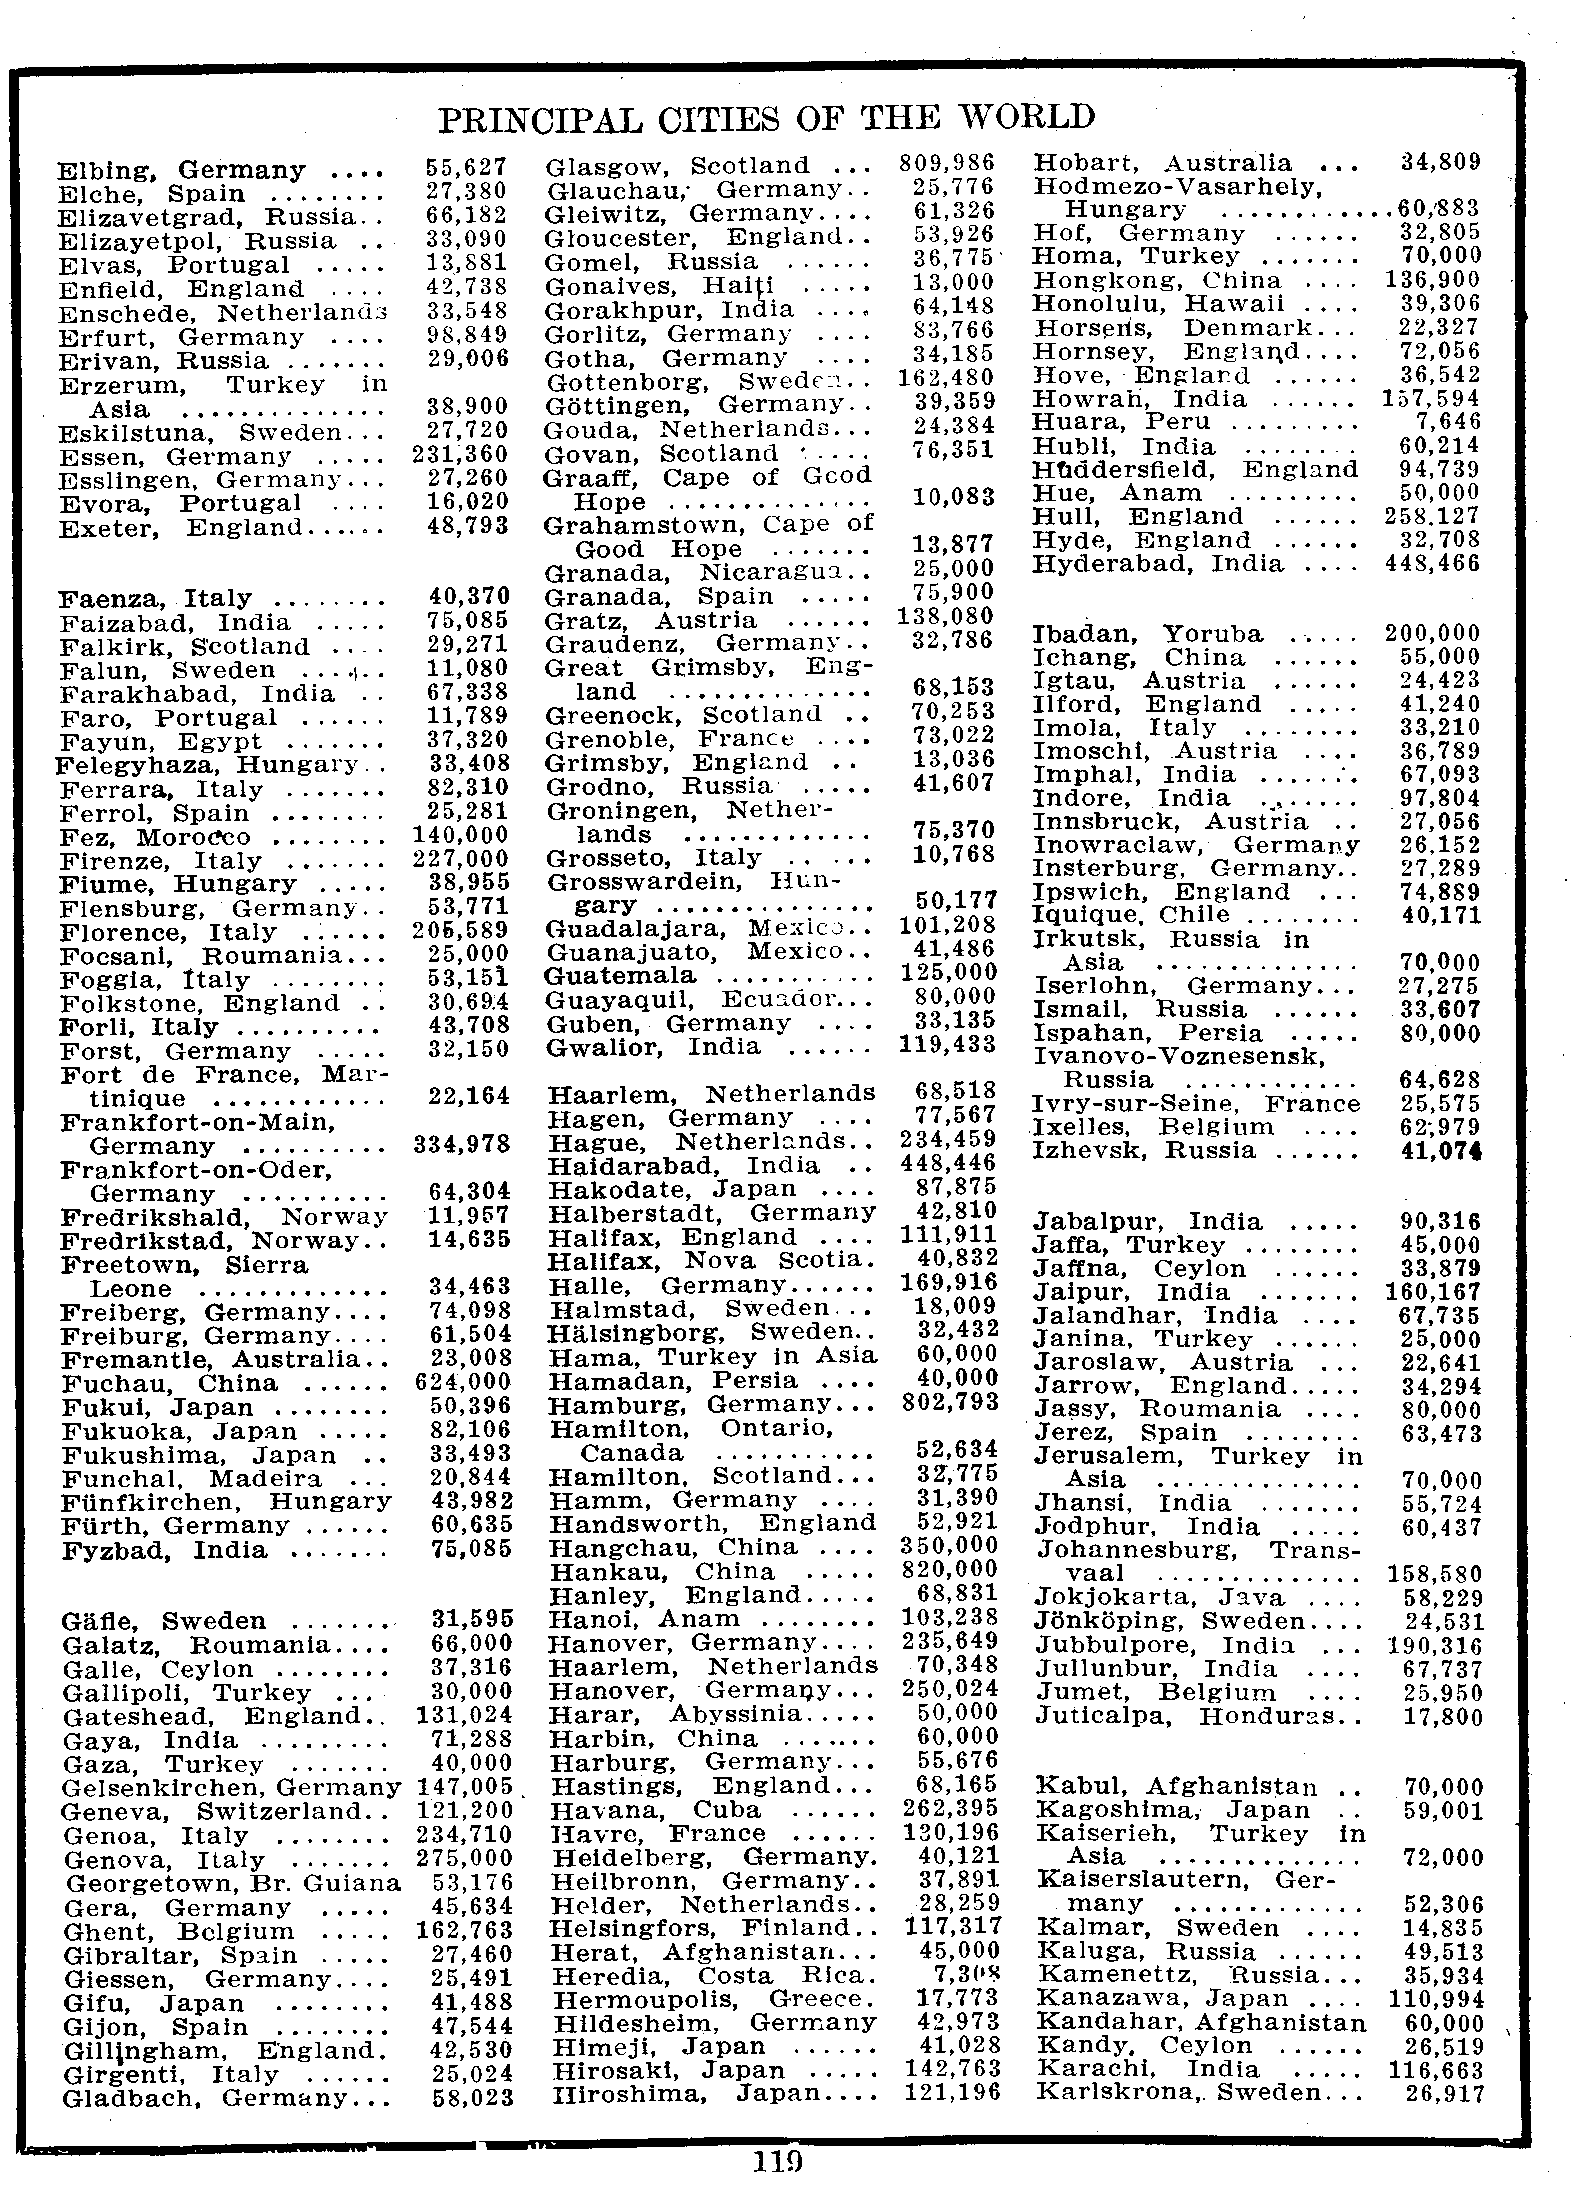 PRINCIPAL CITIES OF THE WORLD
Elbing, Germany .... 55,627
Elche, Spain ........ 27,380
Elizavetgrad, Russia.. 66,182
Elizayetpol, Russia .. 33,090
Elvas, Portugal ..... 13,881
Enfield, England .... 42,738
Enschede, Netherlands 33,548
Erfurt, Germany .... 98,849
Erivan, Russia ....... 29,006
Erzerum, Turkey in
Asia ............. 38,900
Eskilstuna, Sweden... 27,720
Essen, Germany ..... 231,360
Esslingen, Germany... 27,260
Evora, Portugal .... 16,020
Exeter, England...... 48,793
Faenza, Italy ........ 40,370
Faizabad, India ..... 75,085
Falkirk, Scotland .... 29,271
Falun, Sweden ...... 11,080
Farakhabad, India .. 67,338
Faro, Portugal ...... 11,789
Fayun, Egypt ....... 37,320
Felegyhaza, Hungary.. 33,408
Ferrara, Italy ....... 82,310
Ferrol, Spain ........ 25,281
Fez, Morocco ........ 140,000
Firenze, Italy ....... 227,000
Fiume, Hungary ..... 38,955
Flensburg, Germany.. 53,771
Florence, Italy ...... 205,589
Focsani, Roumania... 25,000
Foggia, Italy ........ 53,151
Folkstone, England .. 30,694
Forli, Italy .......... 43,708
Forst, Germany ..... 32,150
Fort de France, Mar-
tinique ............ 22,164
Frankfort-on-Main,
Germany .......... 334,978
Frankfort-on-Oder,
Germany .......... 64,304
Fredrikshald, Norway 11,957
Fredrikstad, Norway.. 14,635
Freetown, Sierra
Leone ............. 34,463
Freiberg, Germany.... 74,098
Freiburg, Germany.... 61,504
Fremantle, Australia.. 23,008
Fuchau, China ...... 624,000
Fukui, Japan ........ 50,396
Fukuoka, Japan ..... 82,106
Fukushima, Japan .. 33,493
Funchal, Madeira ... 20,844
Fünfkirchen, Hungary 43,982
Fürth, Germany ...... 60,635
Fyzbad, India ....... 75,085
Gäfle, Sweden ....... 31,595
Galatz, Roumania.... 66,000
Galle, Ceylon ........ 37,316
Gallipoli, Turkey ... 30,000
Gateshead, England.. 131,024
Gaya, India ......... 71,288
Gaza, Turkey ....... 40,000
Gelsenkirchen, Germany 147,005
Geneva, Switzerland.. 121,200
Genoa, Italy ........ 234,710
Genova, Italy ....... 275,000
Georgetown, Br. Guiana 53,176
Gera, Germany ..... 45,634
Ghent, Belgium ..... 162,763
Gibraltar, Spain ..... 27,460
Giessen, Germany.... 25,491
Gifu, Japan ........ 41,488
Gijon, Spain ........ 47,544
Gillingham, England. 42,530
Girgenti, Italy ...... 25,024
Gladbach, Germany... 58,023
Glasgow, Scotland ... 809,986
Glauchau, Germany.. 25,776
Gleiwitz, Germany.... 61,326
Gloucester, England.. 53,926
Gomel, Russia ...... 36,775
Gonaives, Haiti ..... 13,000
Gorakhpur, India .... 64,148
Gorlitz, Germany .... 83,766
Gotha, Germany .... 34,185
Gottenborg, Sweden.. 162,480
Göttingen, Germany.. 39,359
Gouda, Netherlands... 24,384
Govan, Scotland ..... 76,351
Graaff, Cape of Good
Hope .............. 10,083
Grahamstown, Cape of
Good Hope ....... 13,877
Granada, Nicaragua.. 25,000
Granada, Spain ..... 75,900
Gratz, Austria ...... 138,080
Graudenz, Germany.. 32,786
Great Grimsby, Eng-
land ............. 68,153
Greenock, Scotland .. 70,253
Grenoble, France .... 73,022
Grimsby, England .. 13,036
Grodno, Russia ..... 41,607
Groningen, Nether-
lands ............. 75,370
Grosseto, Italy ..... 10,768
Grosswardein, Hun-
gary ............... 50,177
Guadalajara, Mexico.. 101,208
Guanajuato, Mexico.. 41,486
Guatemala ........... 125,000
Guayaquil, Ecuador... 80,000
Guben, Germany .... 33,135
Gwalior, India ...... 119,433
Haarlem, Netherlands 68,518
Hagen, Germany .... 77,567
Hague, Netherlands.. 234,459
Haidarabad, India .. 448,446
Hakodate, Japan .... 87,875
Halberstadt, Germany 42,810
Halifax, England .... 111,911
Halifax, Nova Scotia. 40,832
Halle, Germany...... 169,916
Halmstad, Sweden... 18,009
Hälsingborg, Sweden.. 32,432
Hama, Turkey in Asia 60,000
Hamadan, Persia .... 40,000
Hamburg, Germany... 802,793
Hamilton, Ontario,
Canada ........... 52,634
Hamilton, Scotland... 32,775
Hamm, Germany .... 31,390
Handsworth, England 52,921
Hangchau, China .... 350,000
Hankau, China ..... 820,000
Hanley, England..... 68,831
Hanoi, Anam ........ 103,238
Hanover, Germany.... 235,649
Haarlem, Netherlands 70,348
Hanover, Germany... 250,024
Harar, Abyssinia..... 50,000
Harbin, China ....... 60,000
Harburg, Germany... 55,676
Hastings, England... 68,165
Havana, Cuba ...... 262,395
Havre, France ...... 130,196
Heidelberg, Germany. 40,121
Heilbronn, Germany.. 37,891
Helder, Netherlands.. 28,259
Helsingfors, Finland.. 117,317
Herat, Afghanistan... 45,000
Heredia, Costa Rica. 7,308
Hermoupolis, Greece. 17,773
Hildesheim, Germany 42,973
Himeji, Japan ...... 41,028
Hirosaki, Japan ..... 142,763
Hiroshima, Japan.... 121,196
Hobart, Australia ... 34,809
Hodmezo-Vasarhely,
Hungary ............60,883
Hof, Germany ...... 32,805
Homa, Turkey ....... 70,000
Hongkong, China .... 136,900
Honolulu, Hawaii .... 39,306
Horsens, Denmark... 22,327
Hornsey, England.... 72,056
Hove, England ...... 36,542
Howrah, India ...... 157,594
Huara, Peru ......... 7,646
Hubli, India ........ 60,214
Huddersfield, England 94,739
Hue, Anam ......... 50,000
Hull, England ...... 258.127
Hyde, England ...... 32,708
Hyderabad, India .... 448,466
Ibadan, Yoruba ..... 200,000
Ichang, China ...... 55,000
Igtau, Austria ...... 24,423
Ilford, England ..... 41,240
Imola, Italy ........ 33,210
Imoschi, Austria .... 36,789
Imphal, India ...... 67,093
Indore, India ....... 97,804
Innsbruck, Austria .. 27,056
Inowraclaw, Germany 26,152
Insterburg, Germany.. 27,289
Ipswich, England ... 74,889
Iquique, Chile ........ 40,171
Irkutsk, Russia in
Asia .............. 70,000
Iserlohn, Germany... 27,275
Ismail, Russia ...... 33,607
Ispahan, Persia ..... 80,000
Ivanovo-Voznesensk,
Russia ............ 64,628
Ivry-sur-Seine, France 25,575
Ixelles, Belgium .... 62,979
Izhevsk, Russia ...... 41,074
Jabalpur, India ..... 90,316
Jaffa, Turkey ........ 45,000
Jaffna, Ceylon ...... 33,879
Jaipur, India ....... 160,167
Jalandhar, India .... 67,735
Janina, Turkey ...... 25,000
Jaroslaw, Austria ... 22,641
Jarrow, England..... 34,294
Jassy, Roumania .... 80,000
Jerez, Spain ........ 63,473
Jerusalem, Turkey in
Asia .............. 70,000
Jhansi, India ....... 55,724
Jodphur, India ..... 60,437
Johannesburg, Trans-
vaal .............. 158,580
Jokjokarta, Java .... 58,229
Jönköping, Sweden.... 24,531
Jubbulpore, India ... 190,316
Jullunbur, India .... 67,737
Jumet, Belgium .... 25,950
Juticalpa, Honduras.. 17,800
Kabul, Afghanistan .. 70,000
Kagoshima, Japan .. 59,001
Kaiserieh, Turkey in
Asia .............. 72,000
Kaiserslautern, Ger-
many ............. 52,306
Kalmar, Sweden .... 14,835
Kaluga, Russia ...... 49,513
Kamenettz, Russia... 35,934
Kanazawa, Japan .... 110,994
Kandahar, Afghanistan 60,000
Kandy, Ceylon ...... 26,519
Karachi, India ..... 116,663
Karlskrona, Sweden... 26,917
119